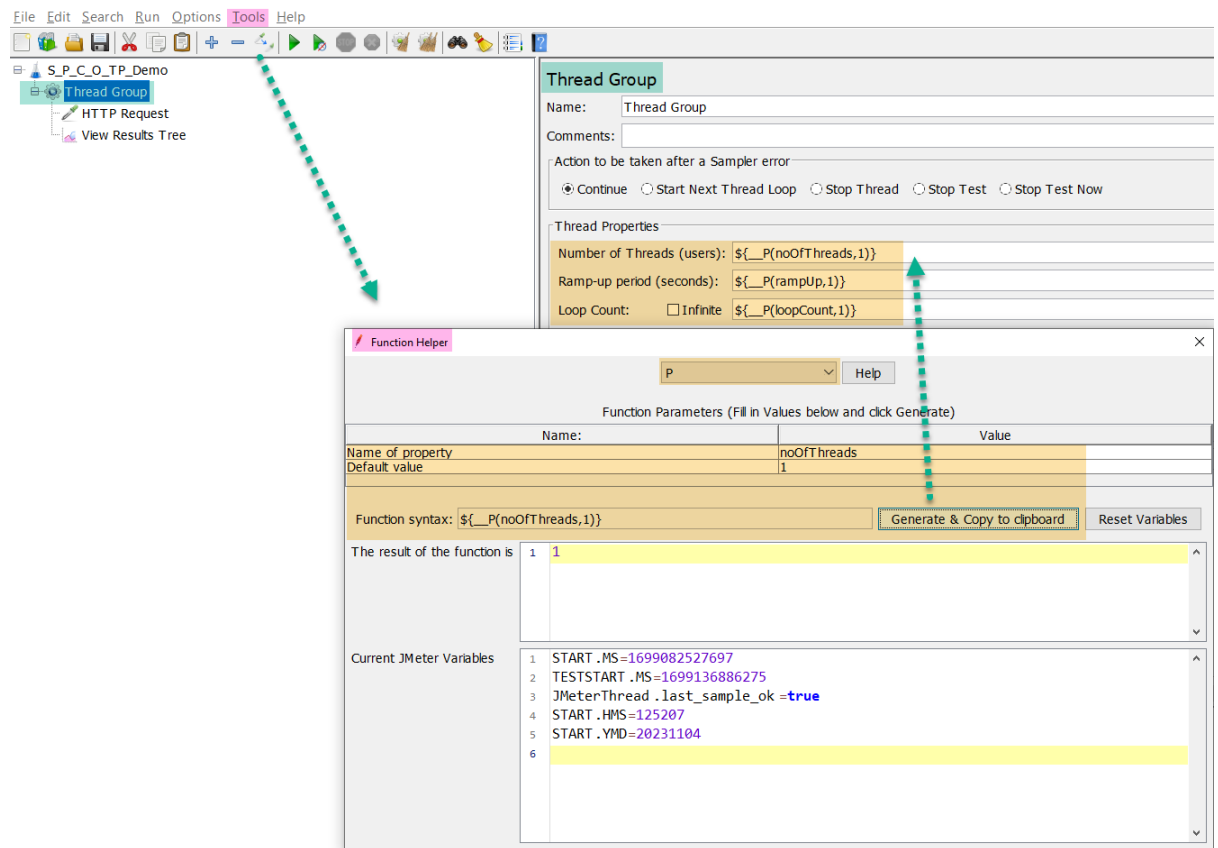 File Edit Search Run Options Tools Help
S_P_C_O_TP_Demo
Thread Group
HTTP Request
View Results Tree
Thread Group
Name: Thread Group
Comments:
Action to be taken after a Sampler error
Continue Start Next Thread Loop Stop Thread Stop Test Stop Test Now
Thread Properties
Number of Threads (users): ${__P(noOfThreads,1)}
Ramp-up period (seconds): ${__P(rampUp,1)}
Loop Count: Infinite ${__P(loopCount,1)}
Function Helper
P Help
Function Parameters (Fill in Values below and click Generate)
Name: Value
Name of property noOfThreads
Default value 1
Function syntax: ${__P(noOfThreads,1)} Generate & Copy to clipboard Reset Variables
The result of the function is 1 1
Current JMeter Variables 1 START.MS=1699082527697
2 TESTSTART.MS=1699136886275
3 JMeterThread.last_sample_ok=true
4 START.HMS=125207
5 START.YMD=20231104
6